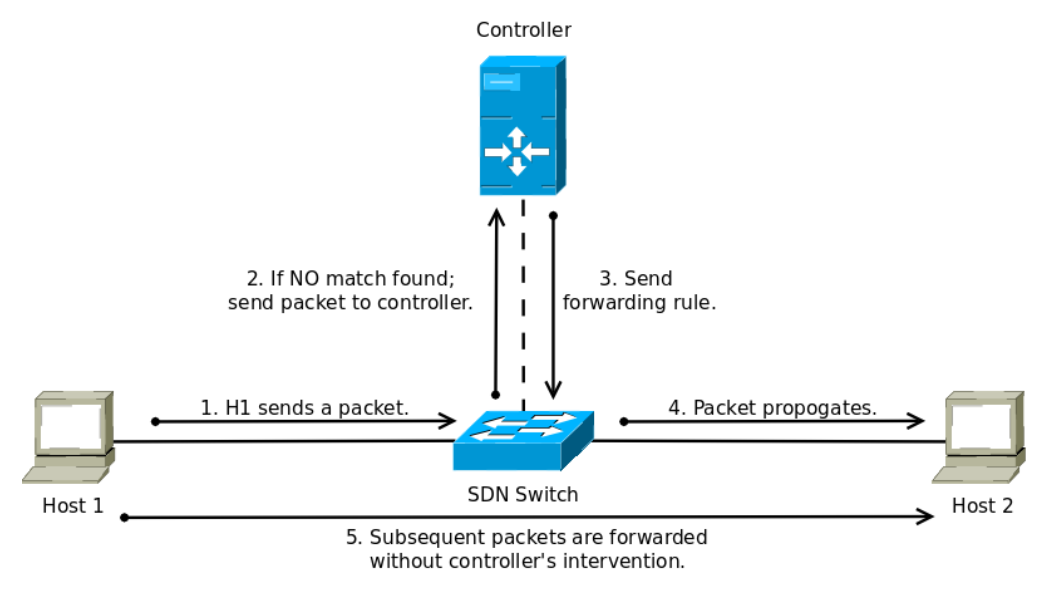 Controller
2. If NO match found;
send packet to controller.
3. Send
forwarding rule.
1. H1 sends a packet.
4. Packet propogates.
Host 1
SDN Switch
Host 2
5. Subsequent packets are forwarded
without controller's intervention.